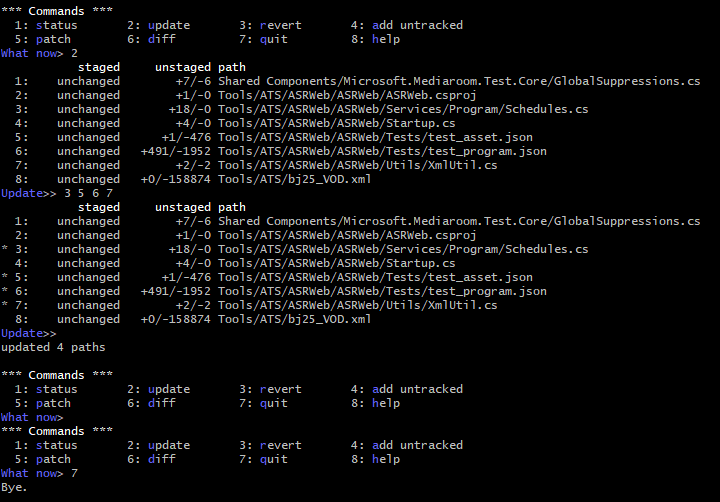 *** Commands ***
  1: status       2: update       3: revert       4: add untracked
  5: patch        6: diff         7: quit         8: help
What now> 2
           staged     unstaged path
  1:    unchanged        +7/-6 Shared Components/Microsoft.Mediaroom.Test.Core/GlobalSuppressions.cs
  2:    unchanged        +1/-0 Tools/ATS/ASRWeb/ASRWeb/ASRWeb.csproj
  3:    unchanged       +18/-0 Tools/ATS/ASRWeb/ASRWeb/Services/Program/Schedules.cs
  4:    unchanged        +4/-0 Tools/ATS/ASRWeb/ASRWeb/Startup.cs
  5:    unchanged      +1/-476 Tools/ATS/ASRWeb/ASRWeb/Tests/test_asset.json
  6:    unchanged   +491/-1952 Tools/ATS/ASRWeb/ASRWeb/Tests/test_program.json
  7:    unchanged        +2/-2 Tools/ATS/ASRWeb/ASRWeb/Utils/XmlUtil.cs
  8:    unchanged   +0/-158874 Tools/ATS/bj25_VOD.xml
Update>> 3 5 6 7
           staged     unstaged path
  1:    unchanged        +7/-6 Shared Components/Microsoft.Mediaroom.Test.Core/GlobalSuppressions.cs
  2:    unchanged        +1/-0 Tools/ATS/ASRWeb/ASRWeb/ASRWeb.csproj
* 3:    unchanged       +18/-0 Tools/ATS/ASRWeb/ASRWeb/Services/Program/Schedules.cs
  4:    unchanged        +4/-0 Tools/ATS/ASRWeb/ASRWeb/Startup.cs
* 5:    unchanged      +1/-476 Tools/ATS/ASRWeb/ASRWeb/Tests/test_asset.json
* 6:    unchanged   +491/-1952 Tools/ATS/ASRWeb/ASRWeb/Tests/test_program.json
* 7:    unchanged        +2/-2 Tools/ATS/ASRWeb/ASRWeb/Utils/XmlUtil.cs
  8:    unchanged   +0/-158874 Tools/ATS/bj25_VOD.xml
Update>>
updated 4 paths

*** Commands ***
  1: status       2: update       3: revert       4: add untracked
  5: patch        6: diff         7: quit         8: help
What now>
*** Commands ***
  1: status       2: update       3: revert       4: add untracked
  5: patch        6: diff         7: quit         8: help
What now> 7
Bye.